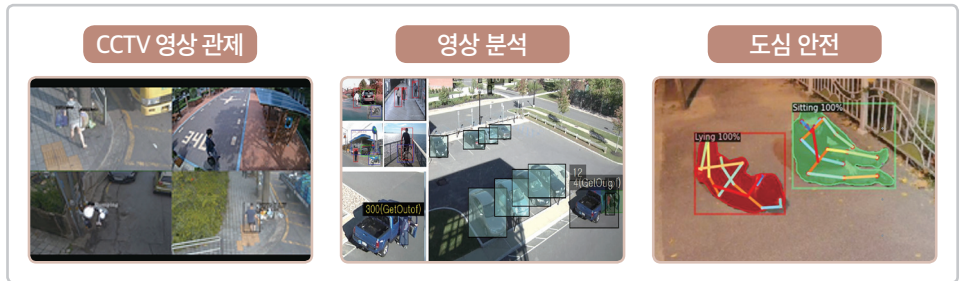 CCTV 영상 관제
영상 분석
도심 안전
Lying 100%
Sitting 100%
300(GetOutof)
12